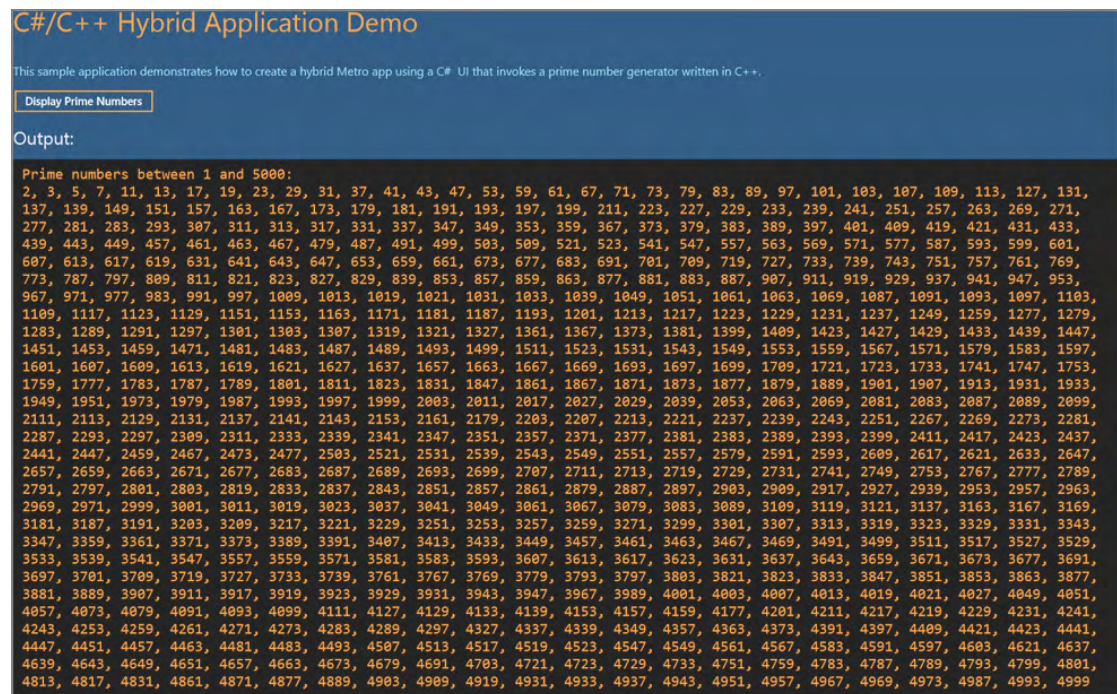 C#/C++ Hybrid Application Demo
This sample application demonstrates how to create a hybrid Metro app using a C# UI that invokes a prime number generator written in C++.
Display Prime Numbers
Output:
Prime numbers between 1 and 5000:
2, 3, 5, 7, 11, 13, 17, 19, 23, 29, 31, 37, 41, 43, 47, 53, 59, 61, 67, 71, 73, 79, 83, 89, 97, 101, 103, 107, 109, 113, 127, 131,
137, 139, 149, 151, 157, 163, 167, 173, 179, 181, 191, 193, 197, 199, 211, 223, 227, 229, 233, 239, 241, 251, 257, 263, 269, 271,
277, 281, 283, 293, 307, 311, 313, 317, 331, 337, 347, 349, 353, 359, 367, 373, 379, 383, 389, 397, 401, 409, 419, 421, 431, 433,
439, 443, 449, 457, 461, 463, 467, 479, 487, 491, 499, 503, 509, 521, 523, 541, 547, 557, 563, 569, 571, 577, 587, 593, 599, 601,
607, 613, 617, 619, 631, 641, 643, 647, 653, 659, 661, 673, 677, 683, 691, 701, 709, 719, 727, 733, 739, 743, 751, 757, 761, 769,
773, 787, 797, 809, 811, 821, 823, 827, 829, 839, 853, 857, 859, 863, 877, 881, 883, 887, 907, 911, 919, 929, 937, 941, 947, 953,
967, 971, 977, 983, 991, 997, 1009, 1013, 1019, 1021, 1031, 1033, 1039, 1049, 1051, 1061, 1063, 1069, 1087, 1091, 1093, 1097, 1103,
1109, 1117, 1123, 1129, 1151, 1153, 1163, 1171, 1181, 1187, 1193, 1201, 1213, 1217, 1223, 1229, 1231, 1237, 1249, 1259, 1277, 1279,
1283, 1289, 1291, 1297, 1301, 1303, 1307, 1319, 1321, 1327, 1361, 1367, 1373, 1381, 1399, 1409, 1423, 1427, 1429, 1433, 1439, 1447,
1451, 1453, 1459, 1471, 1481, 1483, 1487, 1489, 1493, 1499, 1511, 1523, 1531, 1543, 1549, 1553, 1559, 1567, 1571, 1579, 1583, 1597,
1601, 1607, 1609, 1613, 1619, 1621, 1627, 1637, 1657, 1663, 1667, 1669, 1693, 1697, 1699, 1709, 1721, 1723, 1733, 1741, 1747, 1753,
1759, 1777, 1783, 1787, 1789, 1801, 1811, 1823, 1831, 1847, 1861, 1867, 1871, 1873, 1877, 1879, 1889, 1901, 1907, 1913, 1931, 1933,
1949, 1951, 1973, 1979, 1987, 1993, 1997, 1999, 2003, 2011, 2017, 2027, 2029, 2039, 2053, 2063, 2069, 2081, 2083, 2087, 2089, 2099,
2111, 2113, 2129, 2131, 2137, 2141, 2143, 2153, 2161, 2179, 2203, 2207, 2213, 2221, 2237, 2239, 2243, 2251, 2267, 2269, 2273, 2281,
2287, 2293, 2297, 2309, 2311, 2333, 2339, 2341, 2347, 2351, 2357, 2371, 2377, 2381, 2383, 2389, 2393, 2399, 2411, 2417, 2423, 2437,
2441, 2447, 2459, 2467, 2473, 2477, 2503, 2521, 2531, 2539, 2543, 2549, 2551, 2557, 2579, 2591, 2593, 2609, 2617, 2621, 2633, 2647,
2657, 2659, 2663, 2671, 2677, 2683, 2687, 2689, 2693, 2699, 2707, 2711, 2713, 2719, 2729, 2731, 2741, 2749, 2753, 2767, 2777, 2789,
2791, 2797, 2801, 2803, 2819, 2833, 2837, 2843, 2851, 2857, 2861, 2879, 2887, 2897, 2903, 2909, 2917, 2927, 2939, 2953, 2957, 2963,
2969, 2971, 2999, 3001, 3011, 3019, 3023, 3037, 3041, 3049, 3061, 3067, 3079, 3083, 3089, 3109, 3119, 3121, 3137, 3163, 3167, 3169,
3181, 3187, 3191, 3203, 3209, 3217, 3221, 3229, 3251, 3253, 3257, 3259, 3271, 3299, 3301, 3307, 3313, 3319, 3323, 3329, 3331, 3343,
3347, 3359, 3361, 3371, 3373, 3389, 3391, 3407, 3413, 3433, 3449, 3457, 3461, 3463, 3467, 3469, 3491, 3499, 3511, 3517, 3527, 3529,
3533, 3539, 3541, 3547, 3557, 3559, 3571, 3581, 3583, 3593, 3607, 3613, 3617, 3623, 3631, 3637, 3643, 3659, 3671, 3673, 3677, 3691,
3697, 3701, 3709, 3719, 3727, 3733, 3739, 3761, 3767, 3769, 3779, 3793, 3797, 3803, 3821, 3823, 3833, 3847, 3851, 3853, 3863, 3877,
3881, 3889, 3907, 3911, 3917, 3919, 3923, 3929, 3931, 3943, 3947, 3967, 3989, 4001, 4003, 4007, 4013, 4019, 4021, 4027, 4049, 4051,
4057, 4073, 4079, 4091, 4093, 4099, 4111, 4127, 4129, 4133, 4139, 4153, 4157, 4159, 4177, 4201, 4211, 4217, 4219, 4229, 4231, 4241,
4243, 4253, 4259, 4261, 4271, 4273, 4283, 4289, 4297, 4327, 4337, 4339, 4349, 4357, 4363, 4373, 4391, 4397, 4409, 4421, 4423, 4441,
4447, 4451, 4457, 4463, 4481, 4483, 4493, 4507, 4513, 4517, 4519, 4523, 4547, 4549, 4561, 4567, 4583, 4591, 4597, 4603, 4621, 4637,
4639, 4643, 4649, 4651, 4657, 4663, 4673, 4679, 4691, 4703, 4721, 4723, 4729, 4733, 4751, 4759, 4783, 4787, 4789, 4793, 4799, 4801,
4813, 4817, 4831, 4861, 4871, 4877, 4889, 4903, 4909, 4919, 4931, 4933, 4937, 4943, 4951, 4957, 4967, 4969, 4973, 4987, 4993, 4999